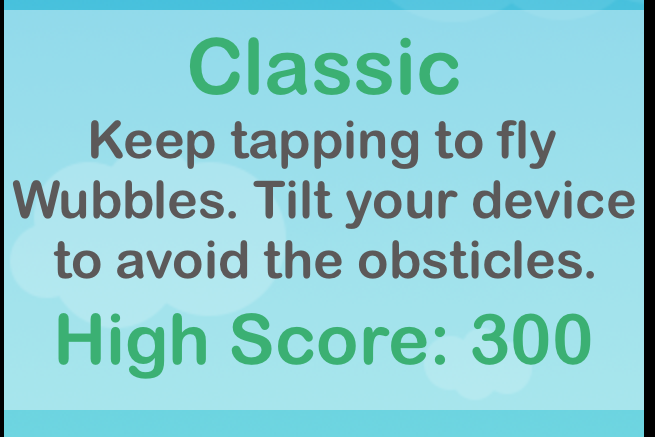 Classic
Keep tapping to fly
Wubbles. Tilt your device
to avoid the obsticles.
High Score: 300